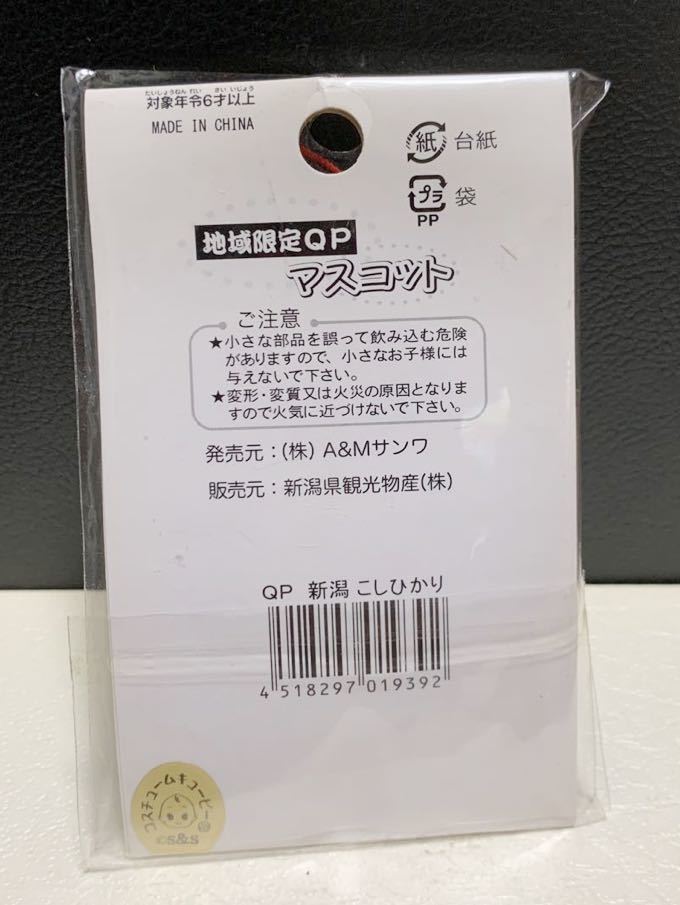 たいしょうねんれい さい いじょう
対象年令6才以上
MADE IN CHINA
紙 台紙
プラ 袋
PP
地域限定QP
マスコット
ご注意
★小さな部品を誤って飲み込む危険
がありますので、小さなお子様には
与えないで下さい。
★変形・変質又は火災の原因となりま
すので火気に近づけないで下さい。
発売元：(株) A&Mサンワ
販売元：新潟県観光物産(株)
QP 新潟 こしひかり
4 518297 019392
コスチュームキューピー
©S&S